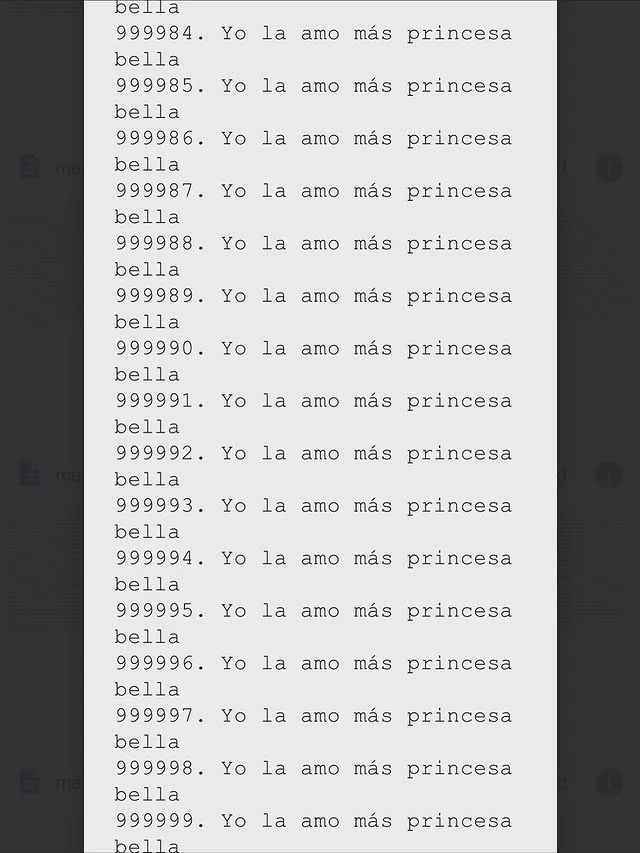 bella
999984. Yo la amo más princesa
bella
999985. Yo la amo más princesa
bella
999986. Yo la amo más princesa
bella
999987. Yo la amo más princesa
bella
999988. Yo la amo más princesa
bella
999989. Yo la amo más princesa
bella
999990. Yo la amo más princesa
bella
999991. Yo la amo más princesa
bella
999992. Yo la amo más princesa
bella
999993. Yo la amo más princesa
bella
999994. Yo la amo más princesa
bella
999995. Yo la amo más princesa
bella
999996. Yo la amo más princesa
bella
999997. Yo la amo más princesa
bella
999998. Yo la amo más princesa
bella
999999. Yo la amo más princesa
bella